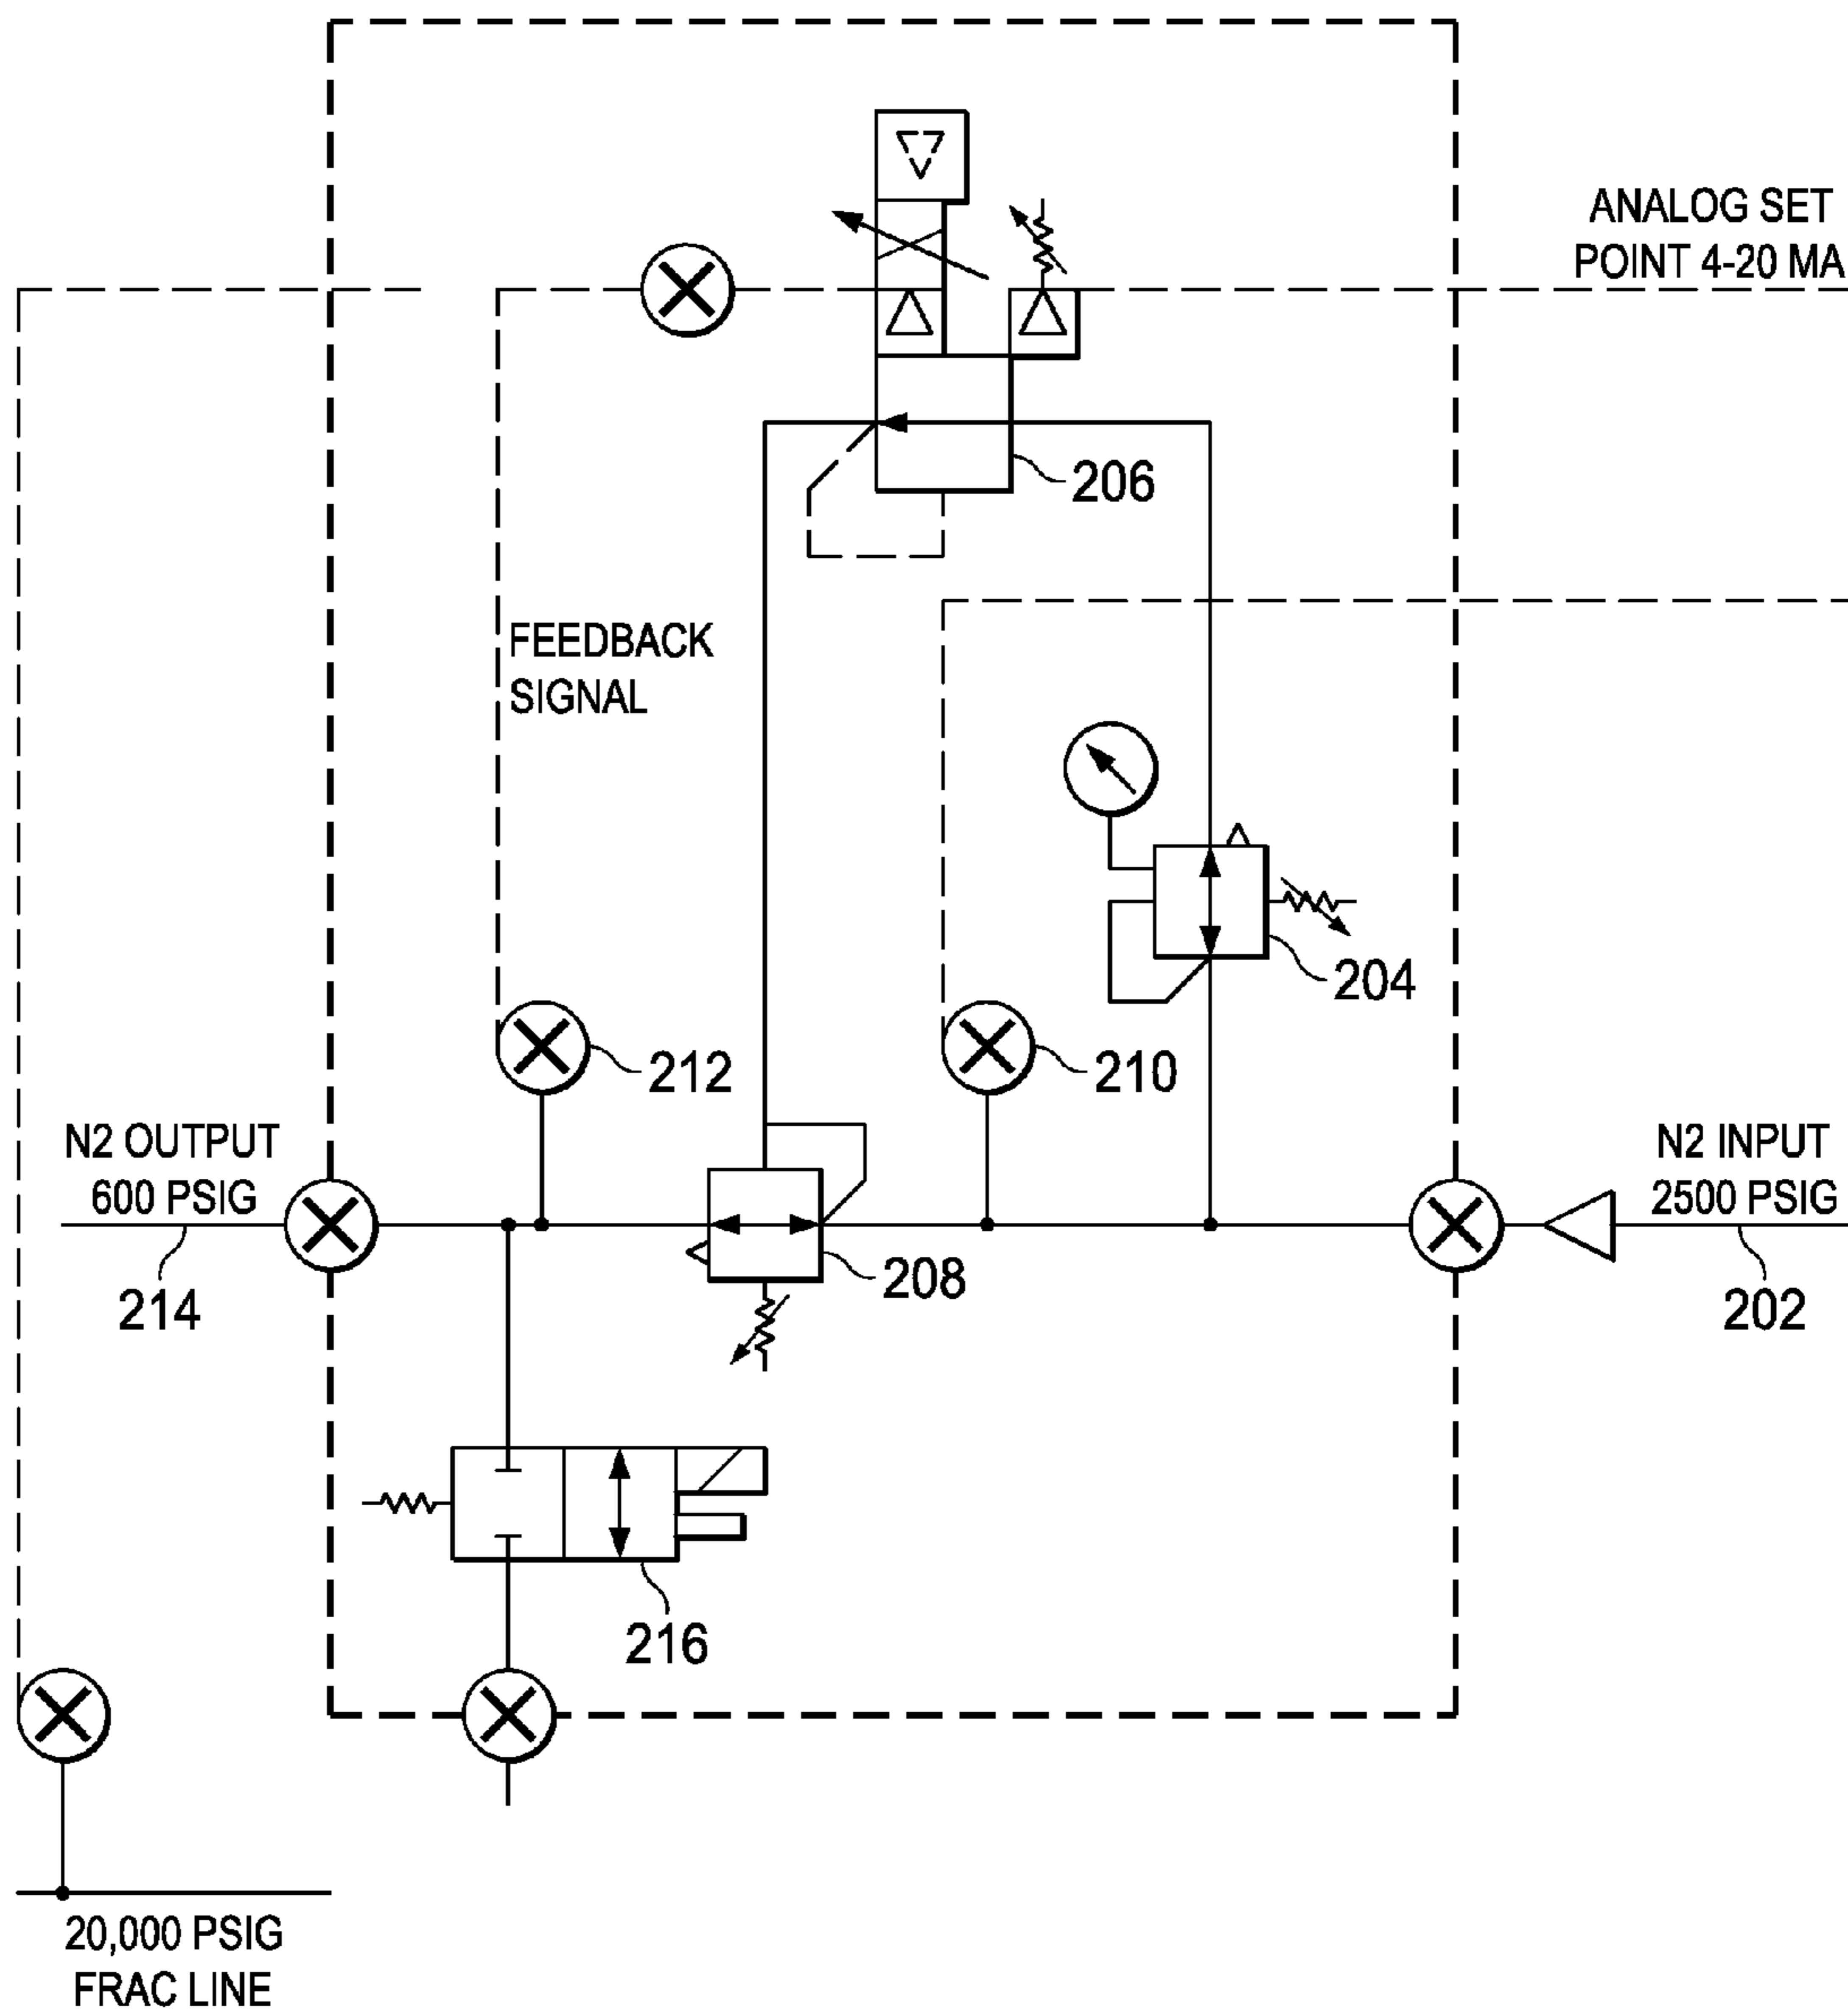 ANALOG SET
POINT 4-20 MA
206
FEEDBACK
SIGNAL
204
212
210
N2 OUTPUT
600 PSIG
N2 INPUT
2500 PSIG
208
214
202
216
20,000 PSIG
FRAC LINE